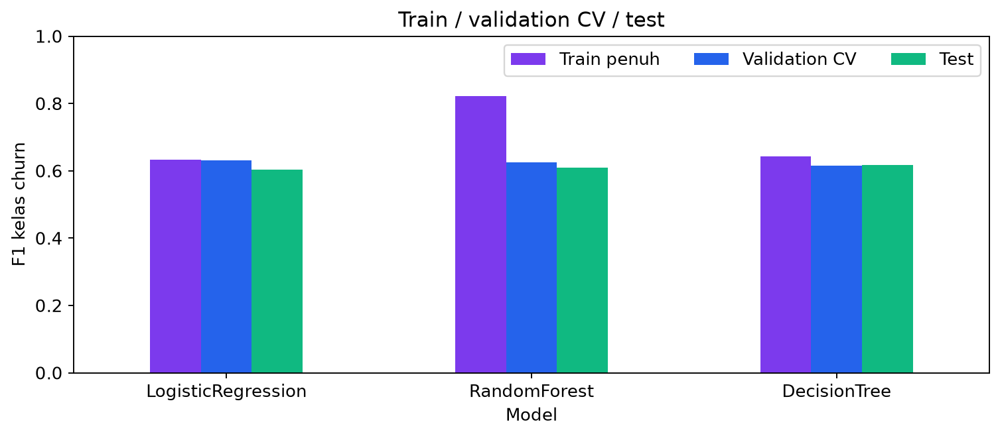 Train / validation CV / test
Train penuh
Validation CV
Test
F1 kelas churn
1.0
0.8
0.6
0.4
0.2
0.0
LogisticRegression
RandomForest
DecisionTree
Model